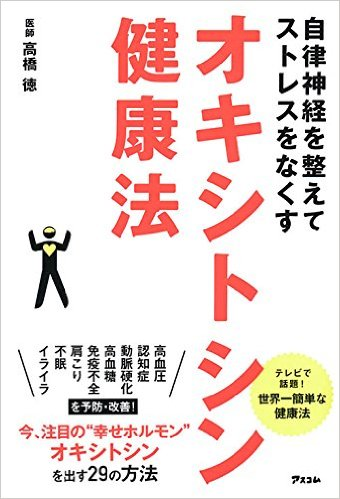 自律神経を整えて
ストレスをなくす
オキシトシン
健康法
医師 高橋 徳
高血圧
認知症
動脈硬化
高血糖
免疫不全
肩こり
不眠
イライラ
を予防・改善!
今、注目の“幸せホルモン”
オキシトシン
を出す29の方法
テレビで
話題!
世界一簡単な
健康法
アスコム